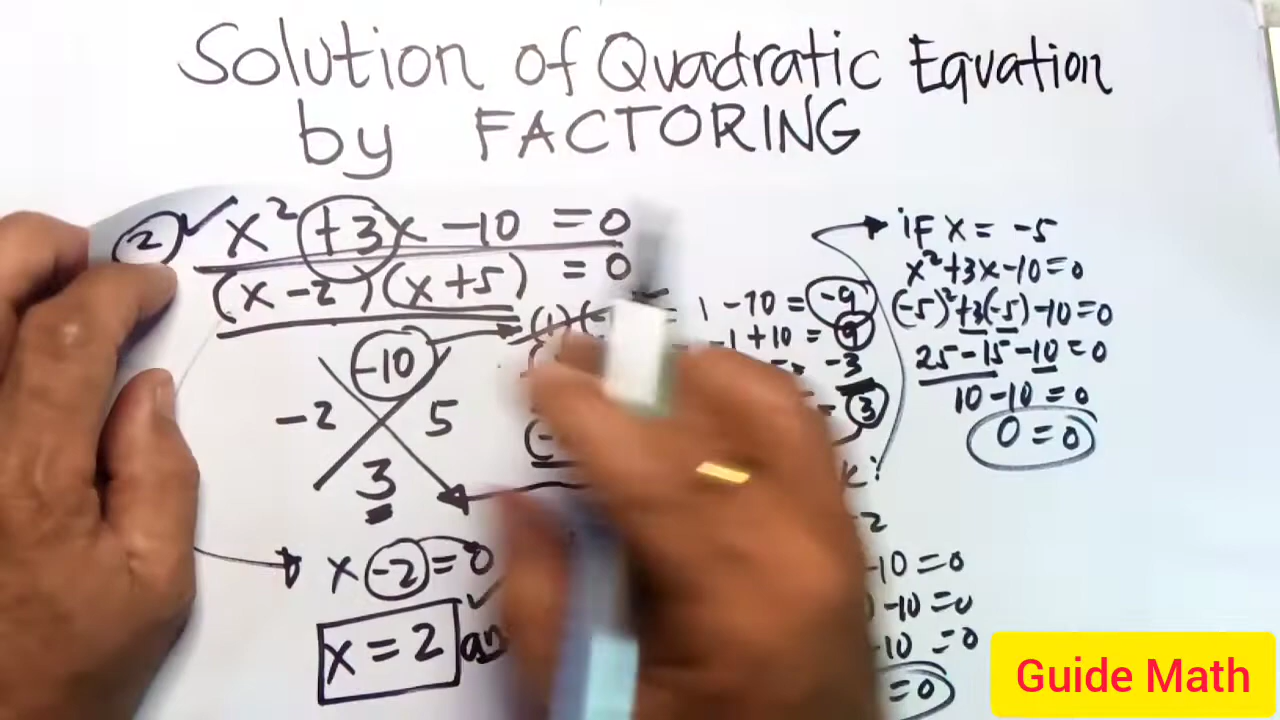 Solution of Quadratic Equation
by FACTORING
2 ✓ x² +3x -10 = 0
(x-2)(x+5) = 0
-10
-2 5
3
x -2 = 0
x = 2
(1) 1 -10 = -9
-1 +10 = 9
= -3
= 3
-2
-10 = 0
-10 = 0
-10 = 0
= 0
if x = -5
x²+3x-10=0
(-5)²+3(-5)-10=0
25-15-10=0
10-10=0
0=0
Guide Math